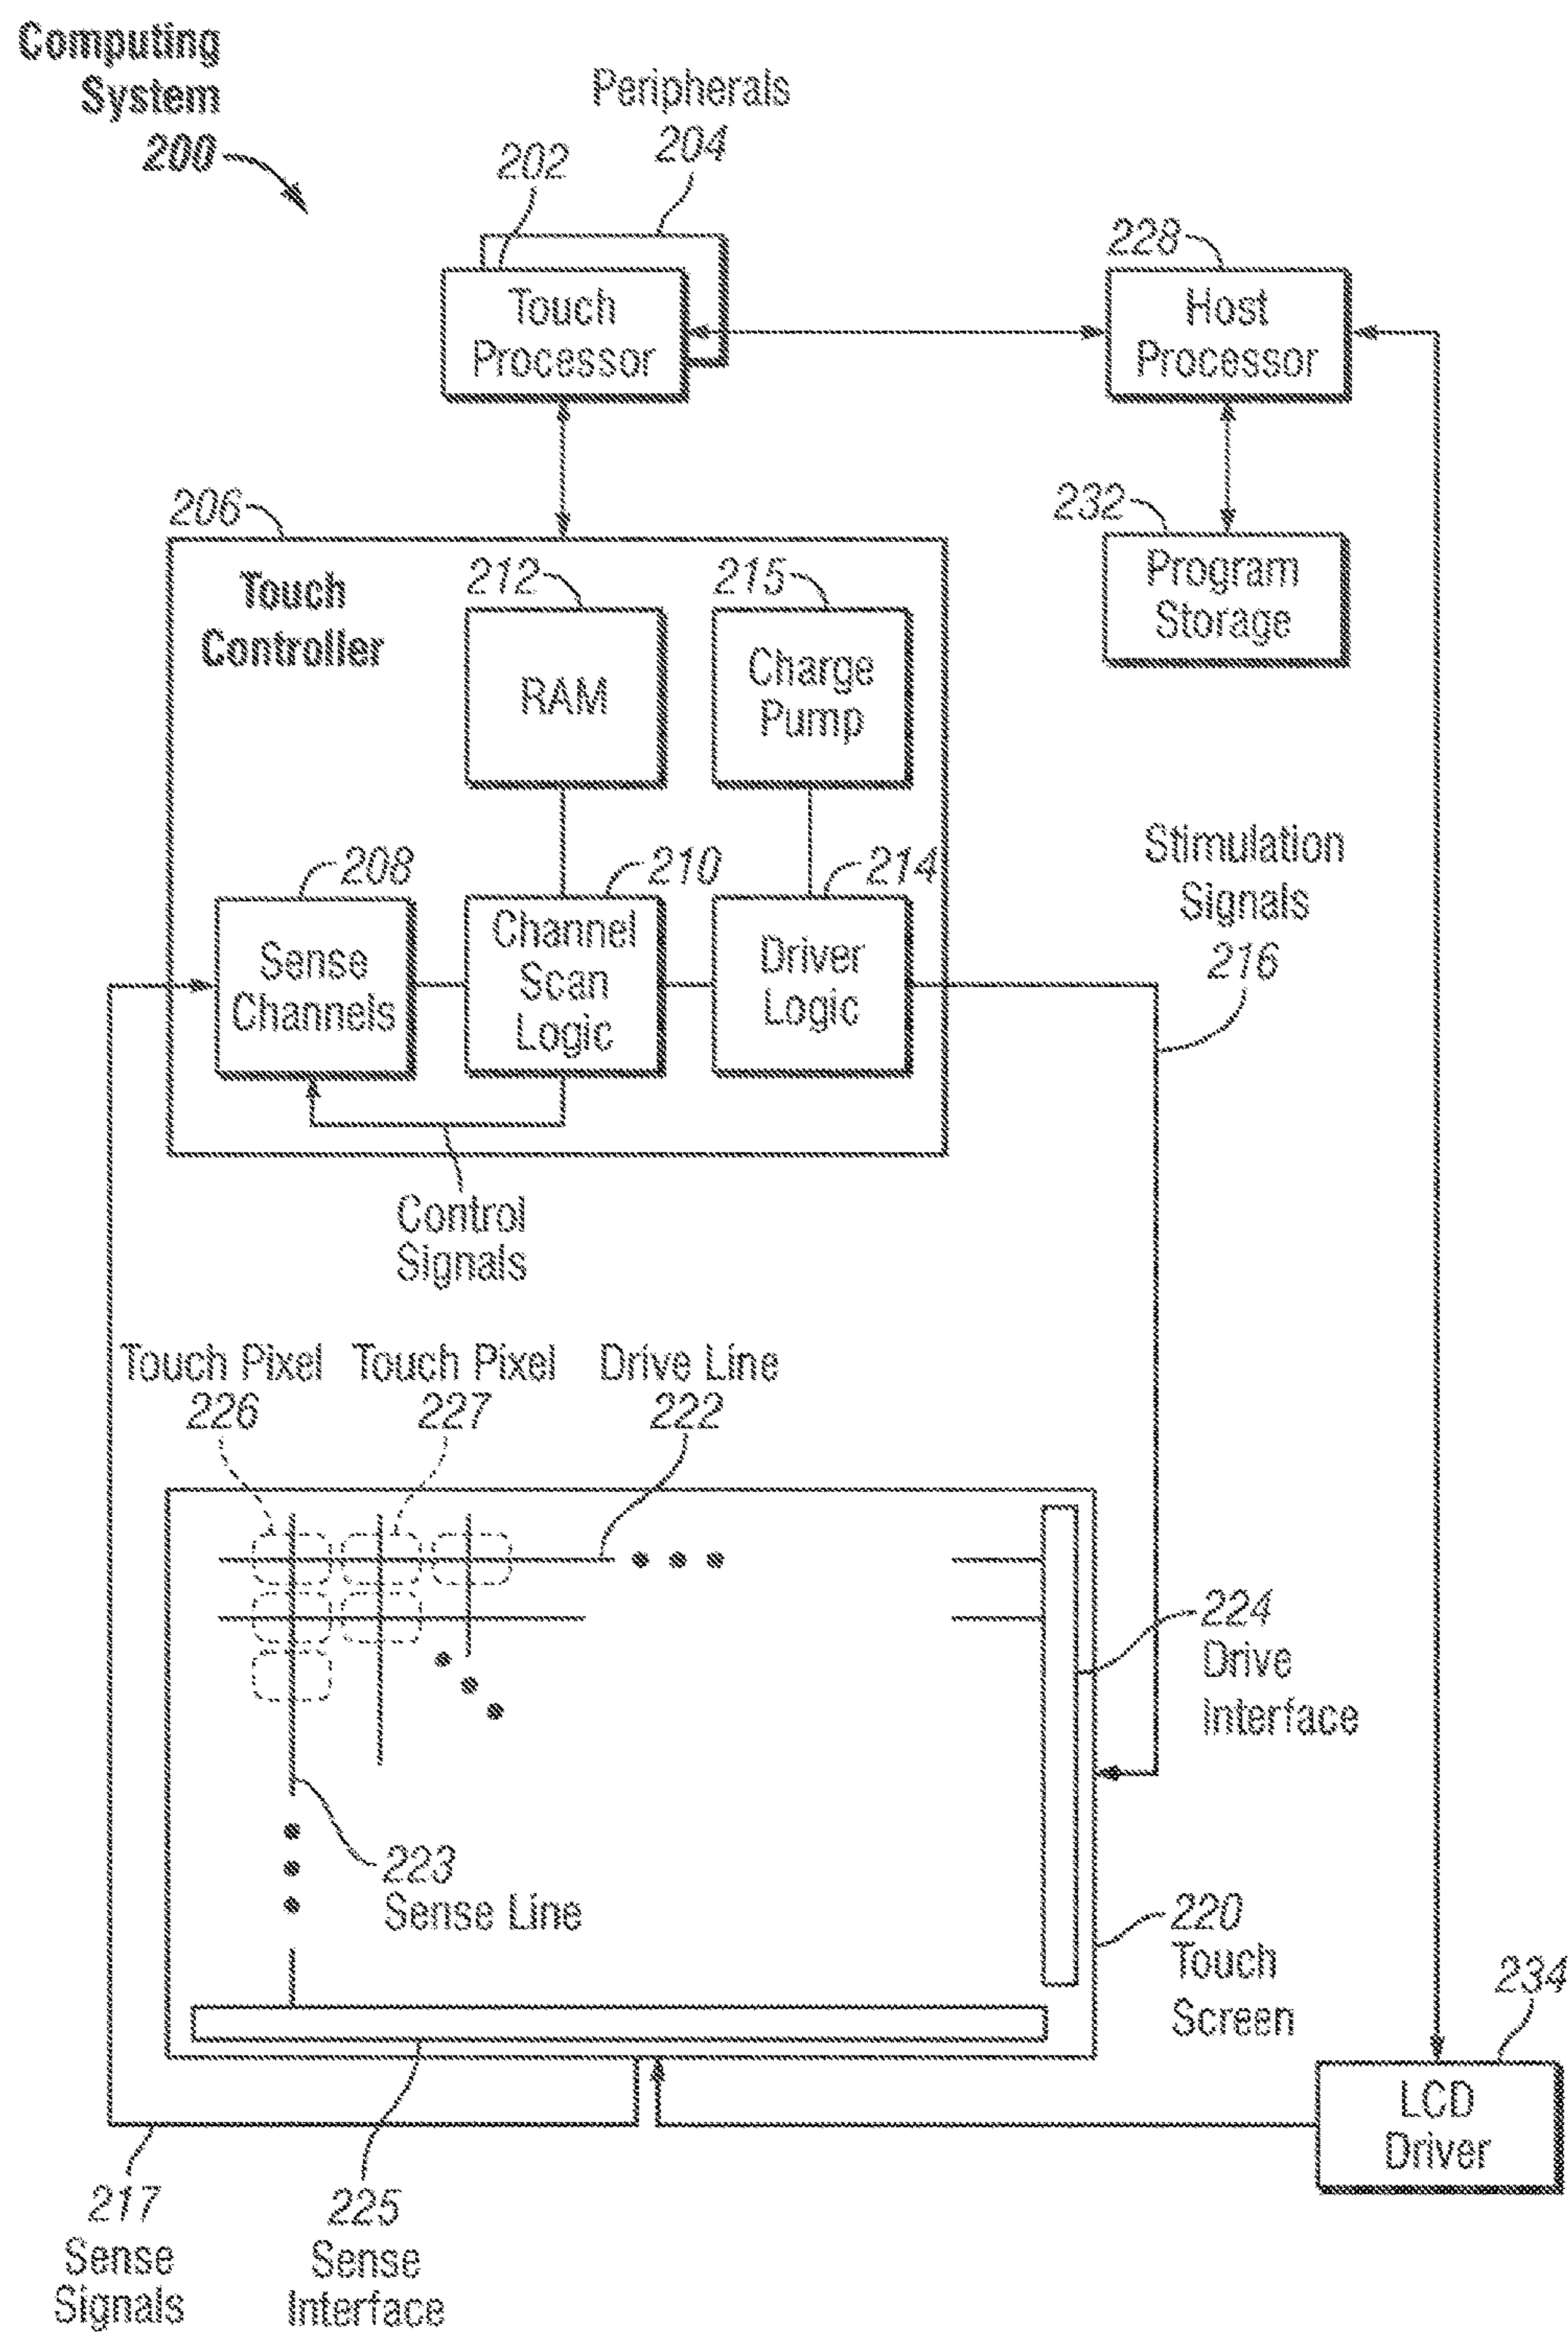 Computing
System
200
Peripherals
204
202
228
Touch
Processor
Host
Processor
206
232
Program
Storage
Touch
Controller
212
215
RAM
Charge
Pump
208
210
214
Sense
Channels
Channel
Scan
Logic
Driver
Logic
Stimulation
Signals
216
Control
Signals
Touch Pixel
226
Touch Pixel
227
Drive Line
222
224
Drive
Interface
223
Sense Line
220
Touch
Screen
234
LCD
Driver
217
Sense
Signals
225
Sense
Interface